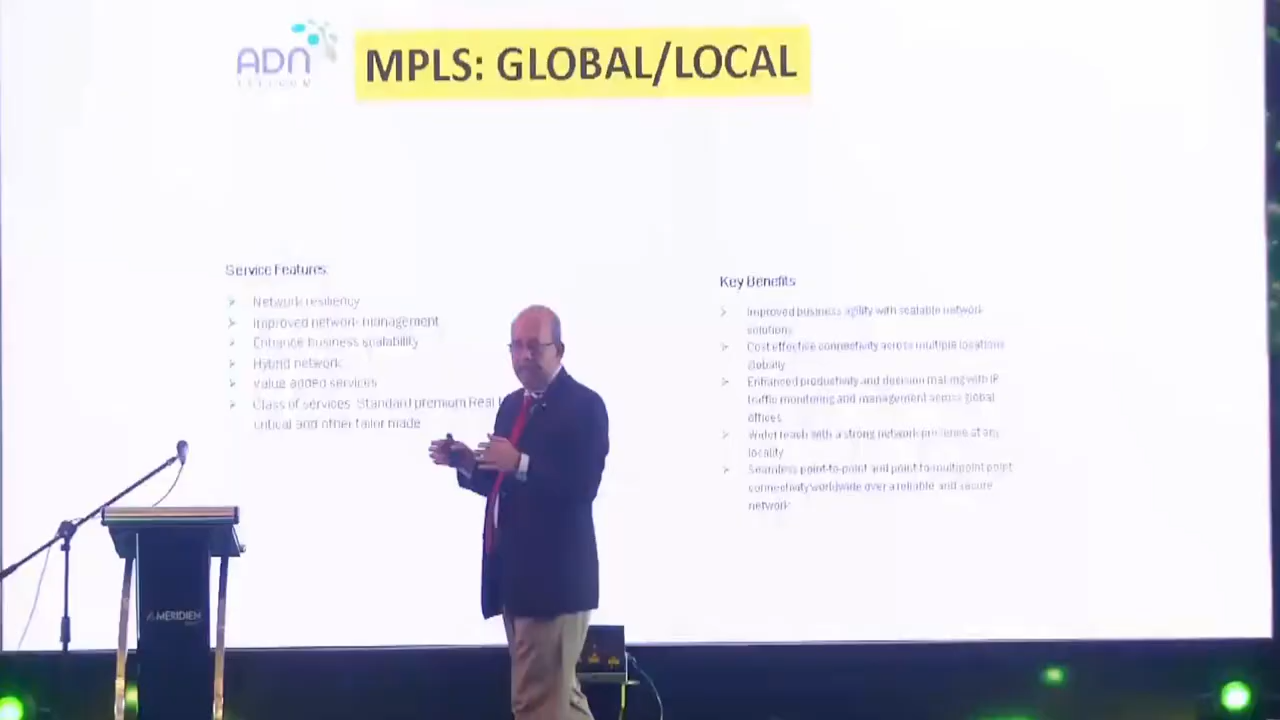 ADN
TELECOM
MPLS: GLOBAL/LOCAL
Service Features:
Network resiliency
Improved network management
Enhance business scalability
Hybrid network
Value added services
Class of services Standard premium Real
critical and other tailor made
Key Benefits
Improved business agility with scalable network
solutions
Cost effective connectivity across multiple locations
globally
Enhanced productivity and decision making with IP
traffic monitoring and management across global
offices
Wider reach with a strong network presence at any
locality
Seamless point-to-point and point to multipoint point
connectivity worldwide over a reliable and secure
network
MERIDIEN